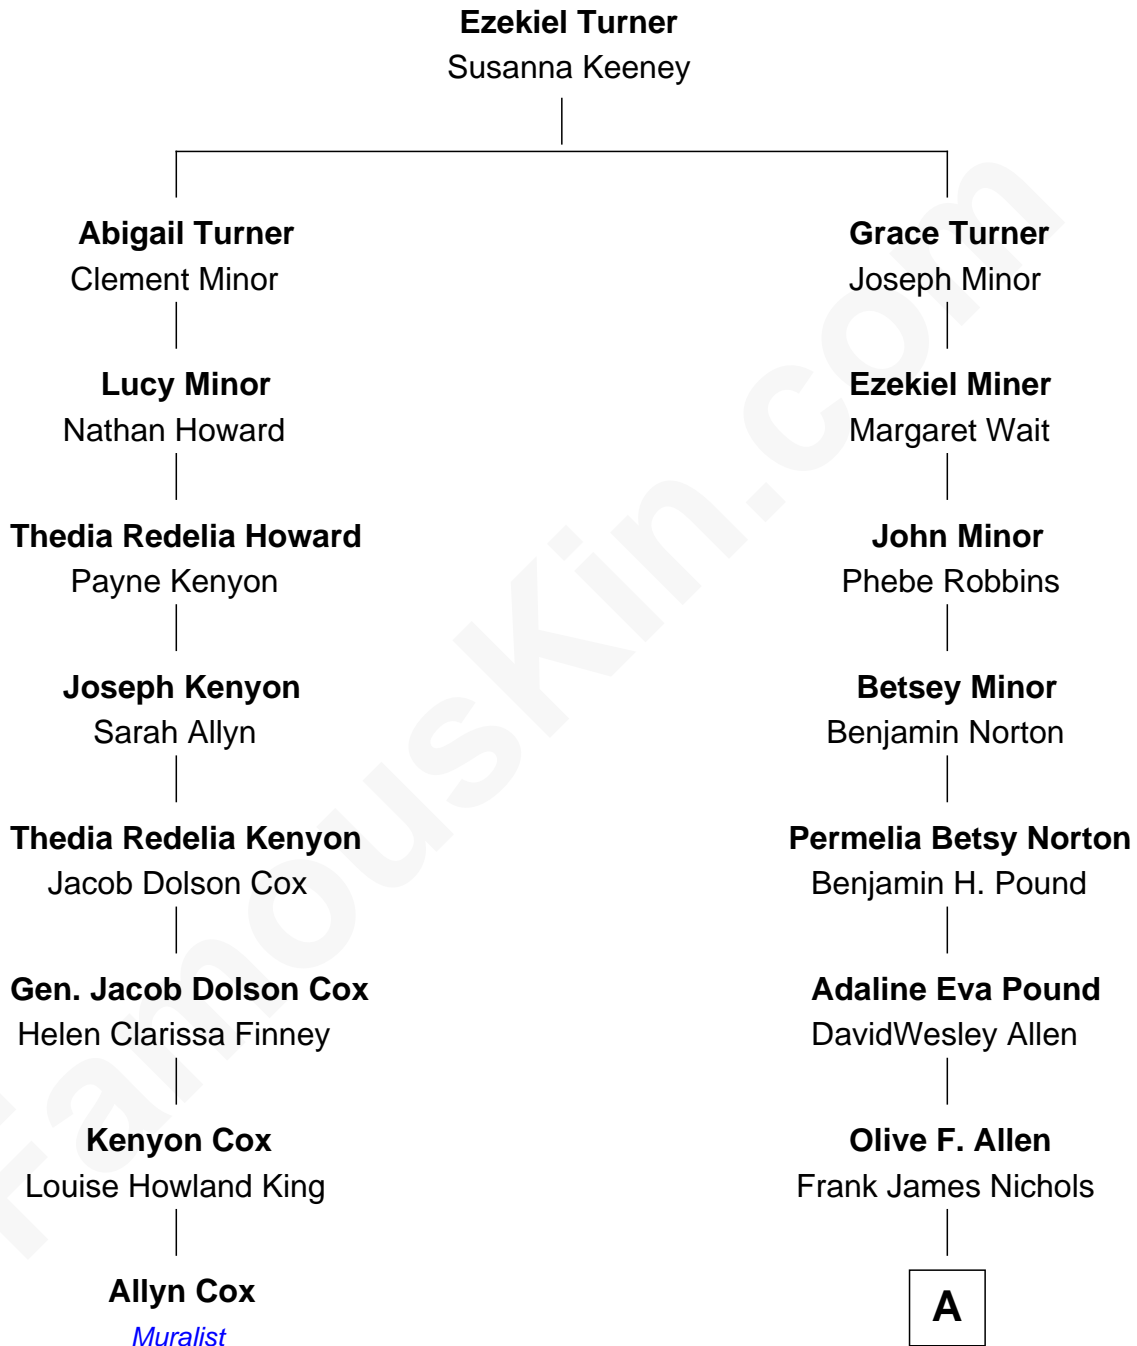 Ezekiel Turner
Susanna Keeney
Abigail Turner
Clement Minor
Grace Turner
Joseph Minor
Lucy Minor
Nathan Howard
Ezekiel Miner
Margaret Wait
Thedia Redelia Howard
Payne Kenyon
John Minor
Phebe Robbins
Joseph Kenyon
Sarah Allyn
Betsey Minor
Benjamin Norton
Thedia Redelia Kenyon
Jacob Dolson Cox
Permelia Betsy Norton
Benjamin H. Pound
Gen. Jacob Dolson Cox
Helen Clarissa Finney
Adaline Eva Pound
DavidWesley Allen
Kenyon Cox
Louise Howland King
Olive F. Allen
Frank James Nichols
Allyn Cox
Muralist
A
FamousKin.com